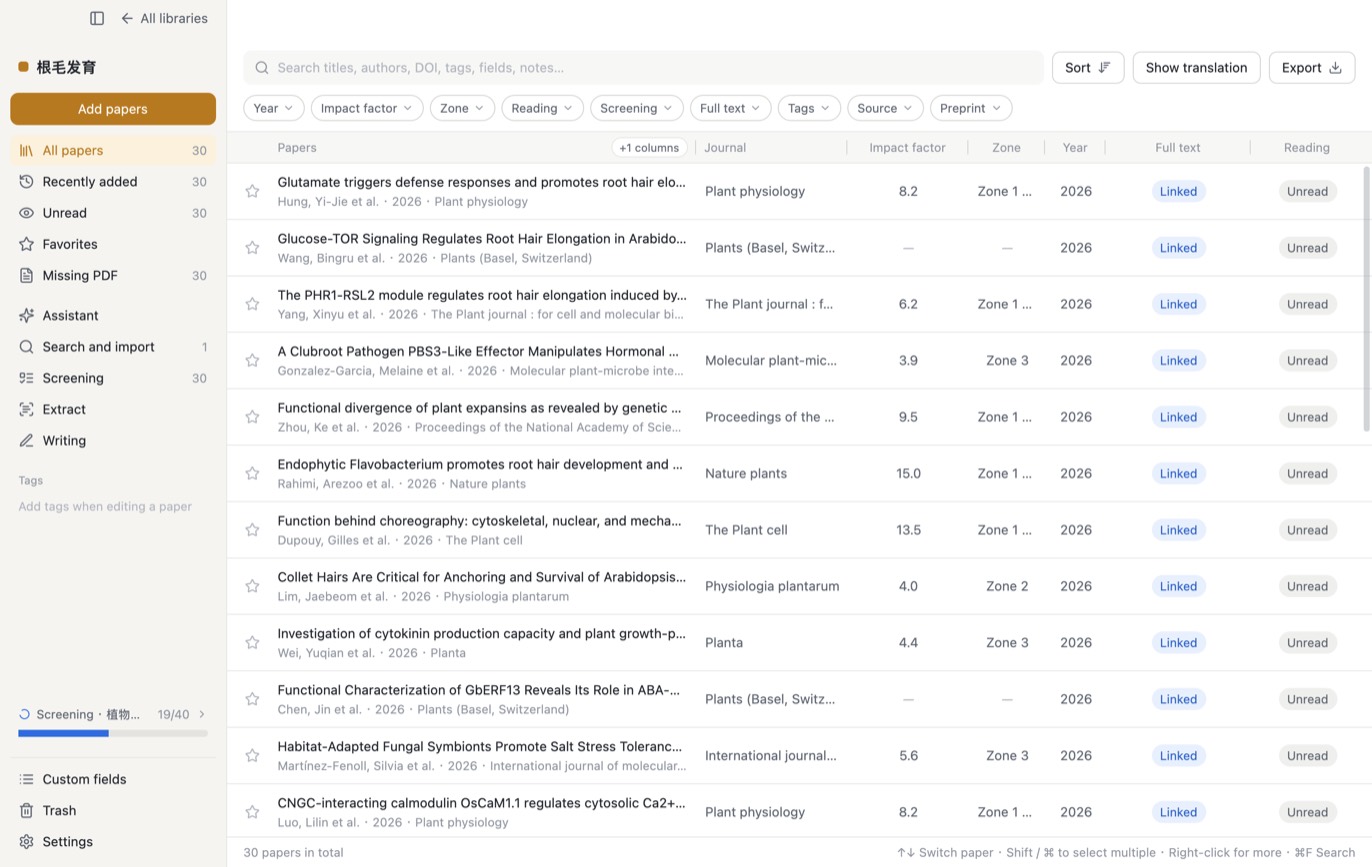 All libraries
根毛发育
Add papers
All papers 30
Recently added 30
Unread 30
Favorites
Missing PDF 30
Assistant
Search and import 1
Screening 30
Extract
Writing
Tags
Add tags when editing a paper
Screening · 植物... 19/40
Custom fields
Trash
Settings
Search titles, authors, DOI, tags, fields, notes...
Sort
Show translation
Export
Year Impact factor Zone Reading Screening Full text Tags Source Preprint
Papers +1 columns Journal Impact factor Zone Year Full text Reading
Glutamate triggers defense responses and promotes root hair elo...
Hung, Yi-Jie et al. · 2026 · Plant physiology
Plant physiology 8.2 Zone 1 ... 2026 Linked Unread
Glucose-TOR Signaling Regulates Root Hair Elongation in Arabido...
Wang, Bingru et al. · 2026 · Plants (Basel, Switzerland)
Plants (Basel, Switz... — — 2026 Linked Unread
The PHR1-RSL2 module regulates root hair elongation induced by...
Yang, Xinyu et al. · 2026 · The Plant journal : for cell and molecular bi...
The Plant journal : f... 6.2 Zone 1 ... 2026 Linked Unread
A Clubroot Pathogen PBS3-Like Effector Manipulates Hormonal ...
Gonzalez-Garcia, Melaine et al. · 2026 · Molecular plant-microbe inte...
Molecular plant-mic... 3.9 Zone 3 2026 Linked Unread
Functional divergence of plant expansins as revealed by genetic ...
Zhou, Ke et al. · 2026 · Proceedings of the National Academy of Scie...
Proceedings of the ... 9.5 Zone 1 ... 2026 Linked Unread
Endophytic Flavobacterium promotes root hair development and ...
Rahimi, Arezoo et al. · 2026 · Nature plants
Nature plants 15.0 Zone 1 ... 2026 Linked Unread
Function behind choreography: cytoskeletal, nuclear, and mecha...
Dupouy, Gilles et al. · 2026 · The Plant cell
The Plant cell 13.5 Zone 1 ... 2026 Linked Unread
Collet Hairs Are Critical for Anchoring and Survival of Arabidopsis...
Lim, Jaebeom et al. · 2026 · Physiologia plantarum
Physiologia plantarum 4.0 Zone 2 2026 Linked Unread
Investigation of cytokinin production capacity and plant growth-p...
Wei, Yuqian et al. · 2026 · Planta
Planta 4.4 Zone 3 2026 Linked Unread
Functional Characterization of GbERF13 Reveals Its Role in ABA-...
Chen, Jin et al. · 2026 · Plants (Basel, Switzerland)
Plants (Basel, Switz... — — 2026 Linked Unread
Habitat-Adapted Fungal Symbionts Promote Salt Stress Toleranc...
Martínez-Fenoll, Silvia et al. · 2026 · International journal of molecular...
International journal... 5.6 Zone 3 2026 Linked Unread
CNGC-interacting calmodulin OsCaM1.1 regulates cytosolic Ca2+...
Luo, Lilin et al. · 2026 · Plant physiology
Plant physiology 8.2 Zone 1 ... 2026 Linked Unread
30 papers in total
↑↓ Switch paper · Shift / ⌘ to select multiple · Right-click for more · ⌘F Search